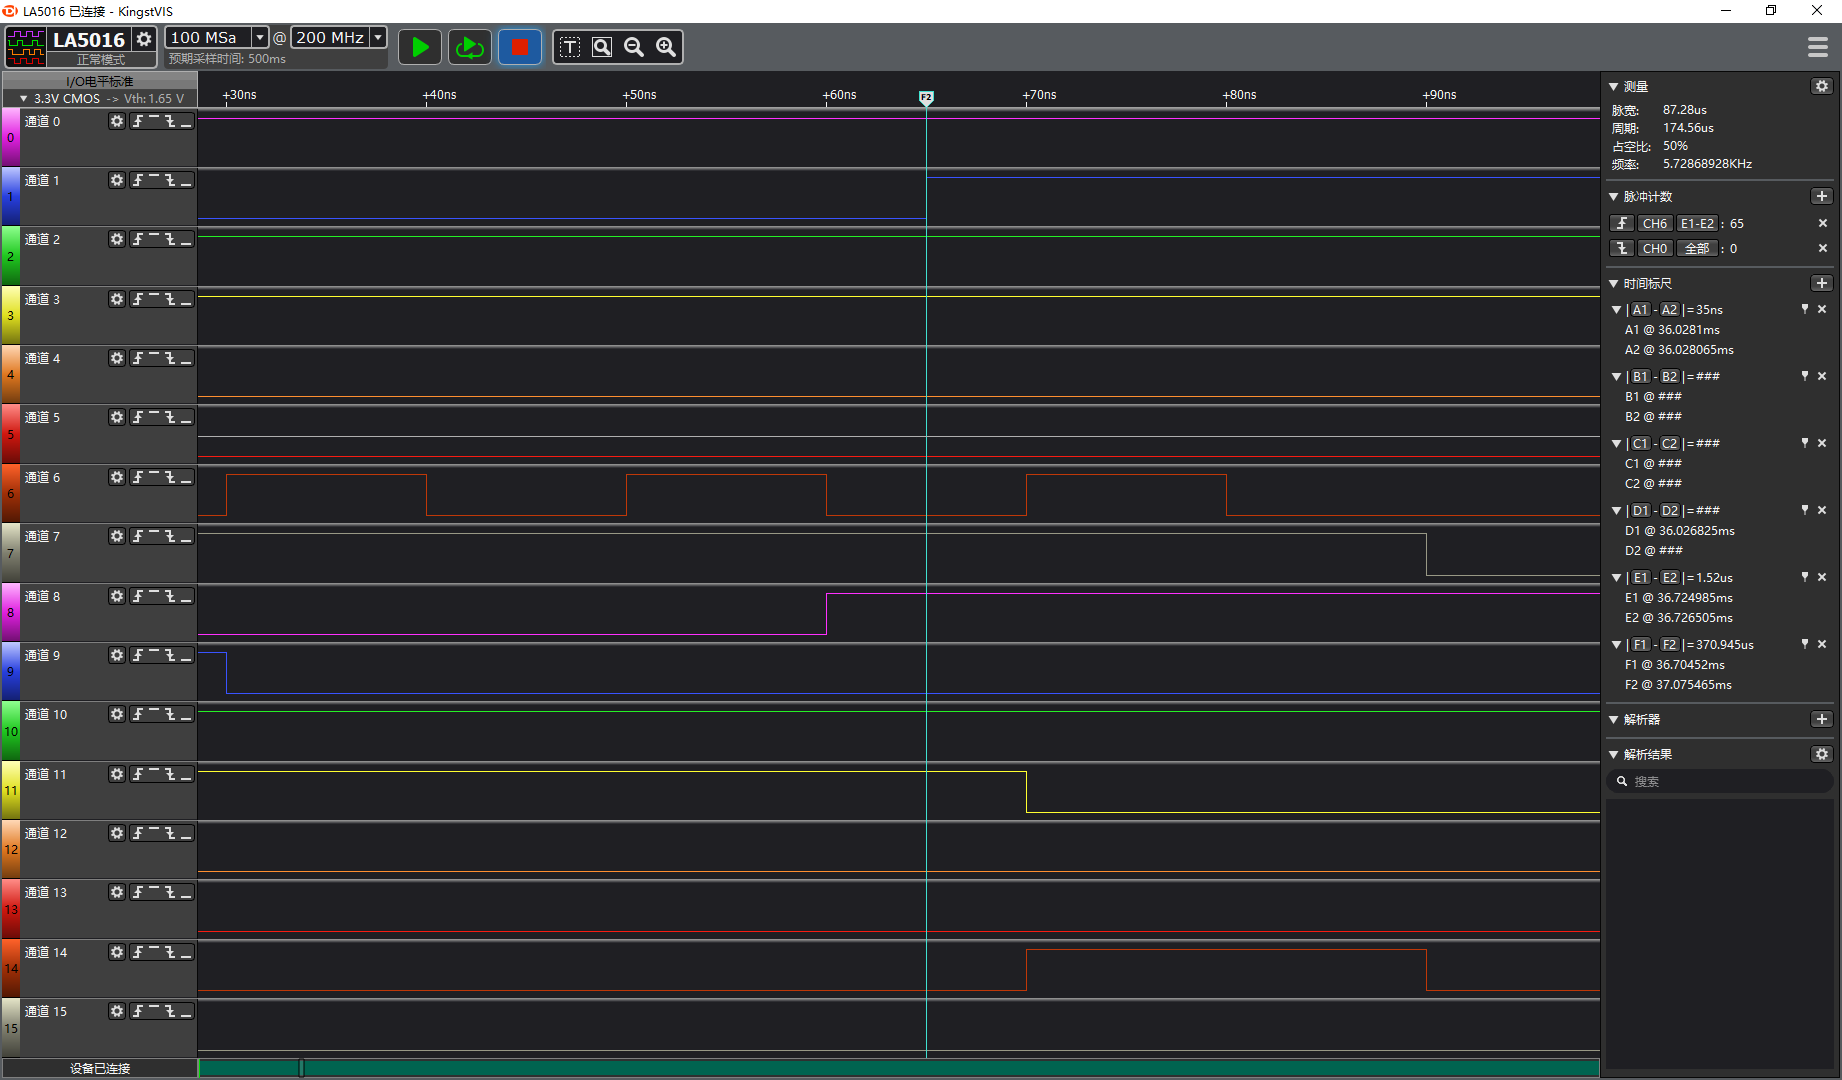 LA5016 已连接 - KingstVIS
LA5016
正常模式
100 MSa @ 200 MHz
预期采样时间: 500ms
I/O电平标准
3.3V CMOS -> Vth: 1.65 V
+30ns +40ns +50ns +60ns F2 +70ns +80ns +90ns
0 通道 0
1 通道 1
2 通道 2
3 通道 3
4 通道 4
5 通道 5
6 通道 6
7 通道 7
8 通道 8
9 通道 9
10 通道 10
11 通道 11
12 通道 12
13 通道 13
14 通道 14
15 通道 15
设备已连接
测量
脉宽: 87.28us
周期: 174.56us
占空比: 50%
频率: 5.72868928KHz
脉冲计数
CH6 E1-E2 : 65
CH0 全部 : 0
时间标尺
|A1 - A2|=35ns
A1 @ 36.0281ms
A2 @ 36.028065ms
|B1 - B2|=###
B1 @ ###
B2 @ ###
|C1 - C2|=###
C1 @ ###
C2 @ ###
|D1 - D2|=###
D1 @ 36.026825ms
D2 @ ###
|E1 - E2|=1.52us
E1 @ 36.724985ms
E2 @ 36.726505ms
|F1 - F2|=370.945us
F1 @ 36.70452ms
F2 @ 37.075465ms
解析器
解析结果
搜索